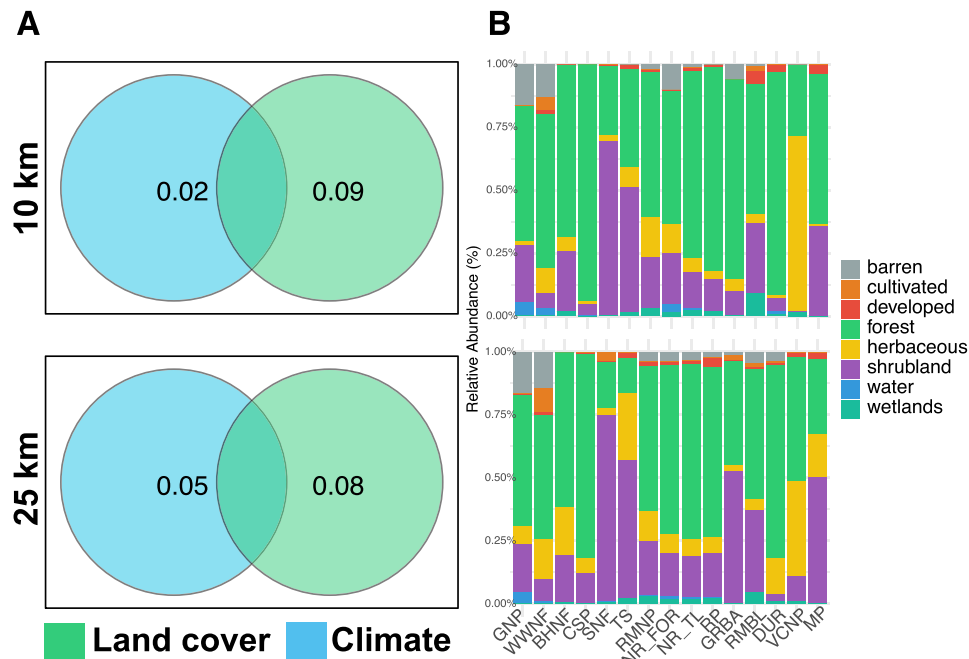 A
B
10 km
0.02
0.09
25 km
0.05
0.08
Land cover
Climate
Relative Abundance (%)
1.00%
0.75%
0.50%
0.25%
0.00%
1.00%
0.75%
0.50%
0.25%
0.00%
GNP
WWNF
BHNF
CSP
SNF
TS
RMNP
NR_FOR
NR_TL
RP
GRBA
RMBL
DUR
VCNP
MP
barren
cultivated
developed
forest
herbaceous
shrubland
water
wetlands